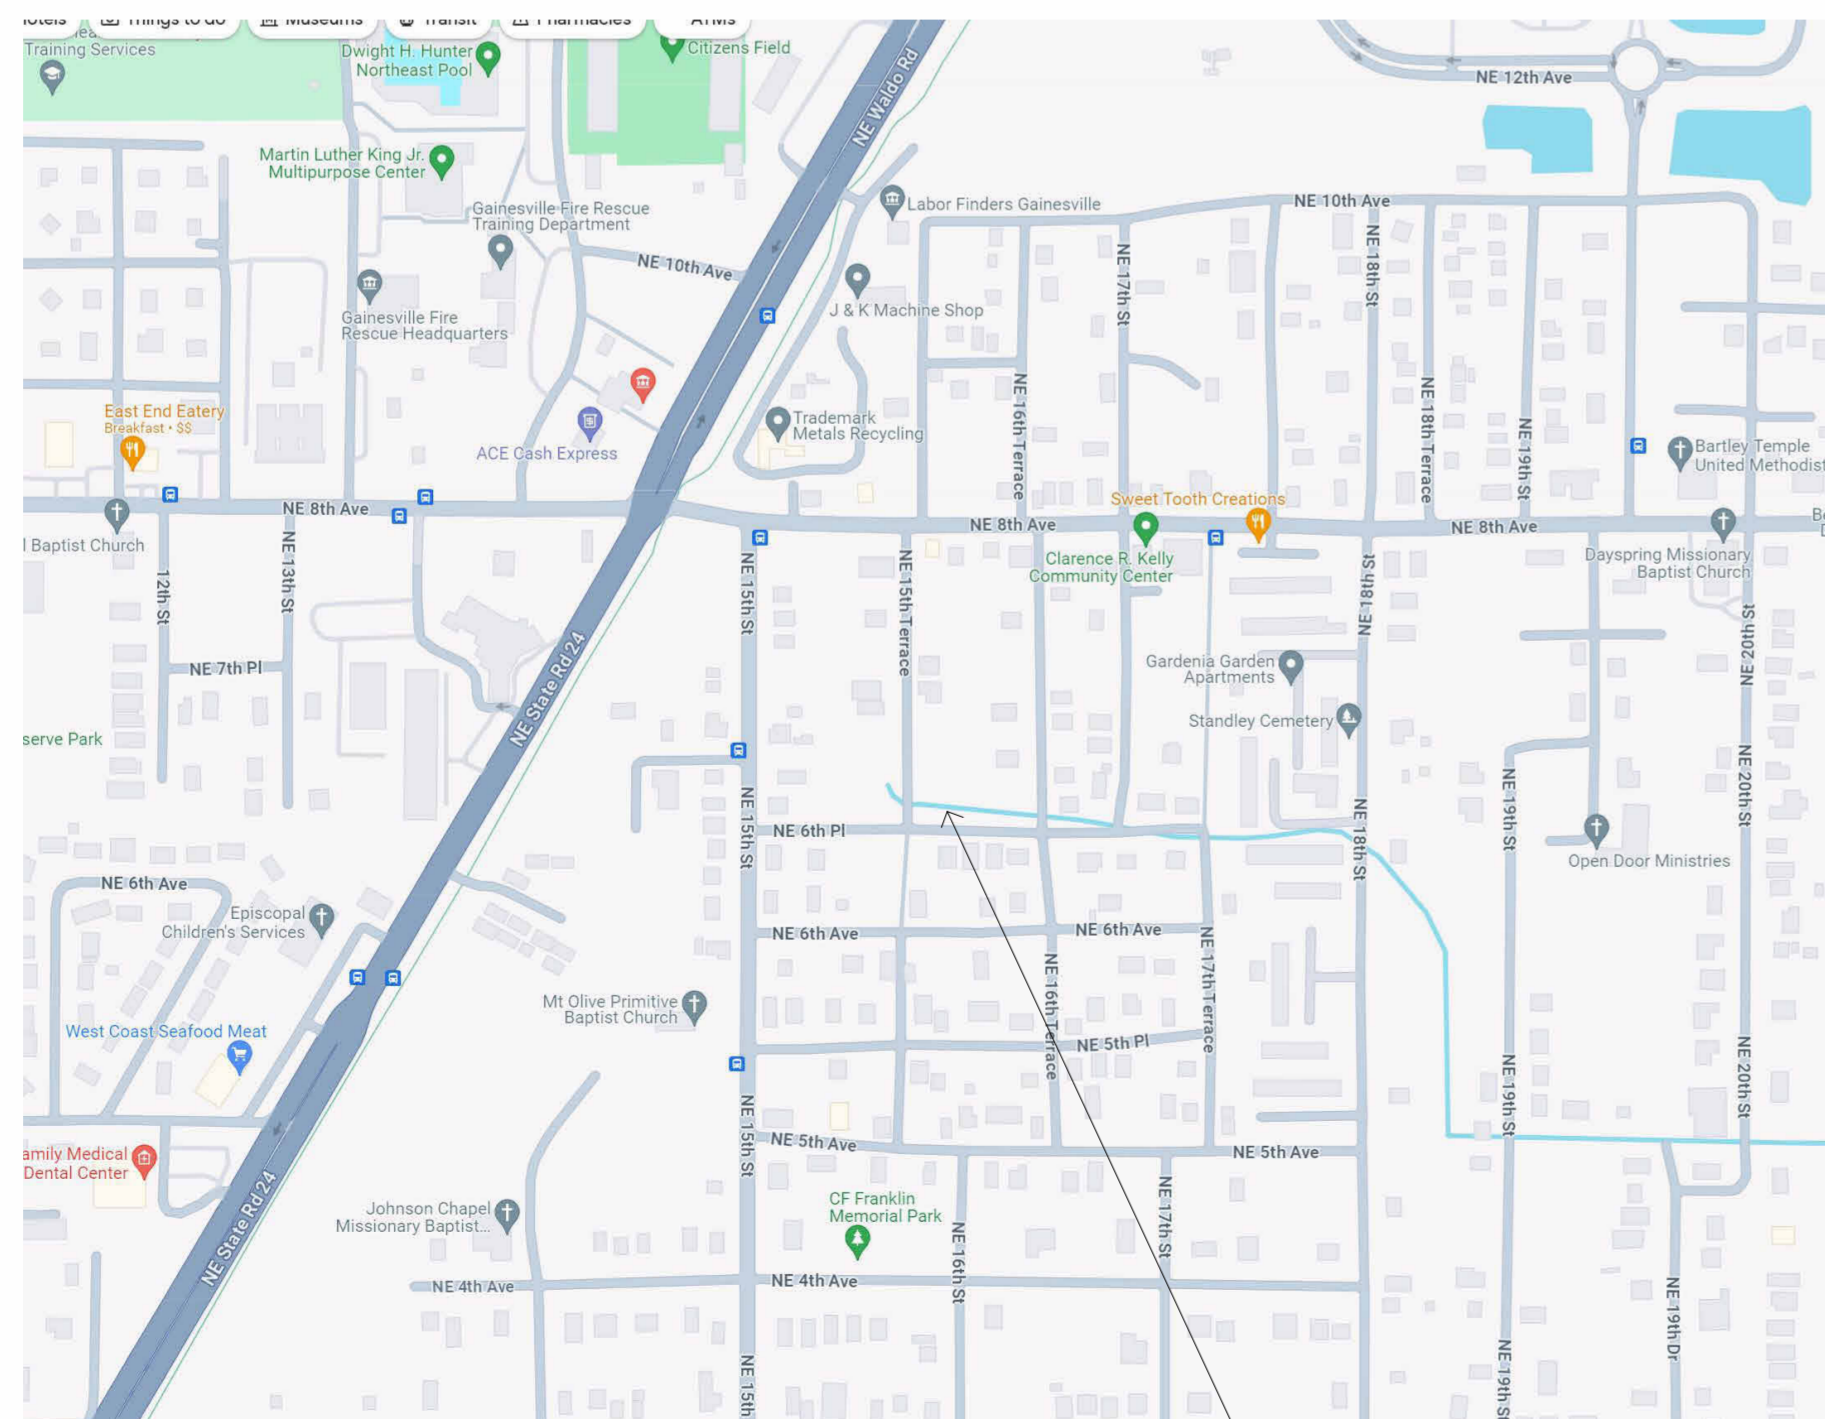 Things to do
Museums
Transit
Pharmacies
ATMs
Training Services
Dwight H. Hunter
Northeast Pool
Citizens Field
NE Waldo Rd
NE 12th Ave
Martin Luther King Jr.
Multipurpose Center
Gainesville Fire Rescue
Training Department
Labor Finders Gainesville
NE 10th Ave
NE 10th Ave
NE 17th St
NE 18th St
J & K Machine Shop
Gainesville Fire
Rescue Headquarters
East End Eatery
Breakfast • $$
ACE Cash Express
Trademark
Metals Recycling
NE 16th Terrace
NE 18th Terrace
NE 19th St
Bartley Temple
United Methodist
NE 8th Ave
Sweet Tooth Creations
NE 8th Ave
NE 8th Ave
l Baptist Church
Clarence R. Kelly
Community Center
Dayspring Missionary
Baptist Church
12th St
NE 13th St
NE 15th St
NE 15th Terrace
NE 18th St
NE 20th St
NE 7th Pl
NE State Rd 24
Gardenia Garden
Apartments
Standley Cemetery
serve Park
NE 15th St
NE 6th Pl
NE 18th St
NE 19th St
NE 20th St
Open Door Ministries
NE 6th Ave
Episcopal
Children's Services
NE 6th Ave
NE 6th Ave
NE 17th Terrace
NE 16th Terrace
Mt Olive Primitive
Baptist Church
West Coast Seafood Meat
NE 5th Pl
NE 19th St
NE 20th St
NE 15th St
NE 5th Ave
NE 5th Ave
amily Medical
Dental Center
NE State Rd 24
Johnson Chapel
Missionary Baptist...
CF Franklin
Memorial Park
NE 17th St
NE 16th St
NE 4th Ave
NE 4th Ave
NE 19th Dr
NE 15th
NE 19th St